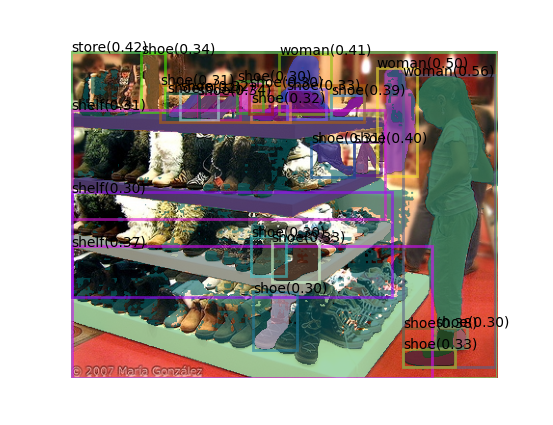 store(0.42)
shoe(0.34)
woman(0.41)
woman(0.50)
woman(0.56)
shoe(0.31)
shoe(0.30)
shoe(0.33)
shoe(0.39)
shoe(0.32)
shelf(0.31)
shoe(0.40)
shelf(0.30)
shelf(0.37)
shoe(0.33)
shoe(0.30)
shoe(0.30)
shoe(0.33)
© 2007 María González